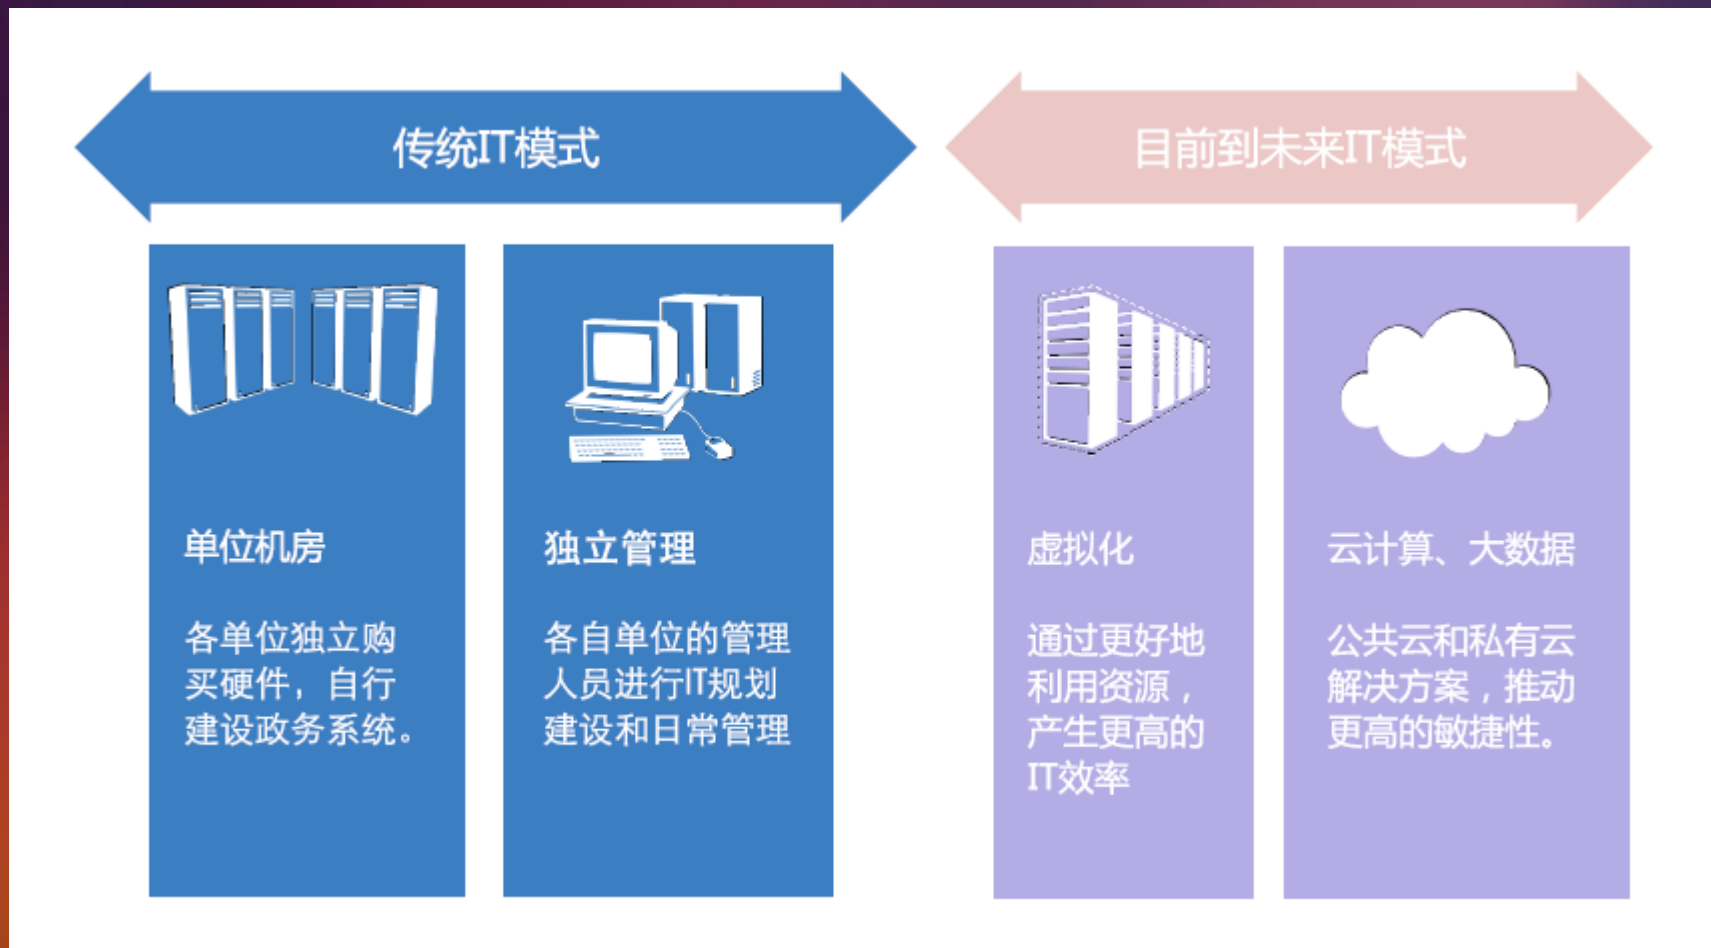 传统IT模式
目前到未来IT模式
单位机房
各单位独立购
买硬件，自行
建设政务系统。
独立管理
各自单位的管理
人员进行IT规划
建设和日常管理
虚拟化
通过更好地
利用资源，
产生更高的
IT效率
云计算、大数据
公共云和私有云
解决方案，推动
更高的敏捷性。